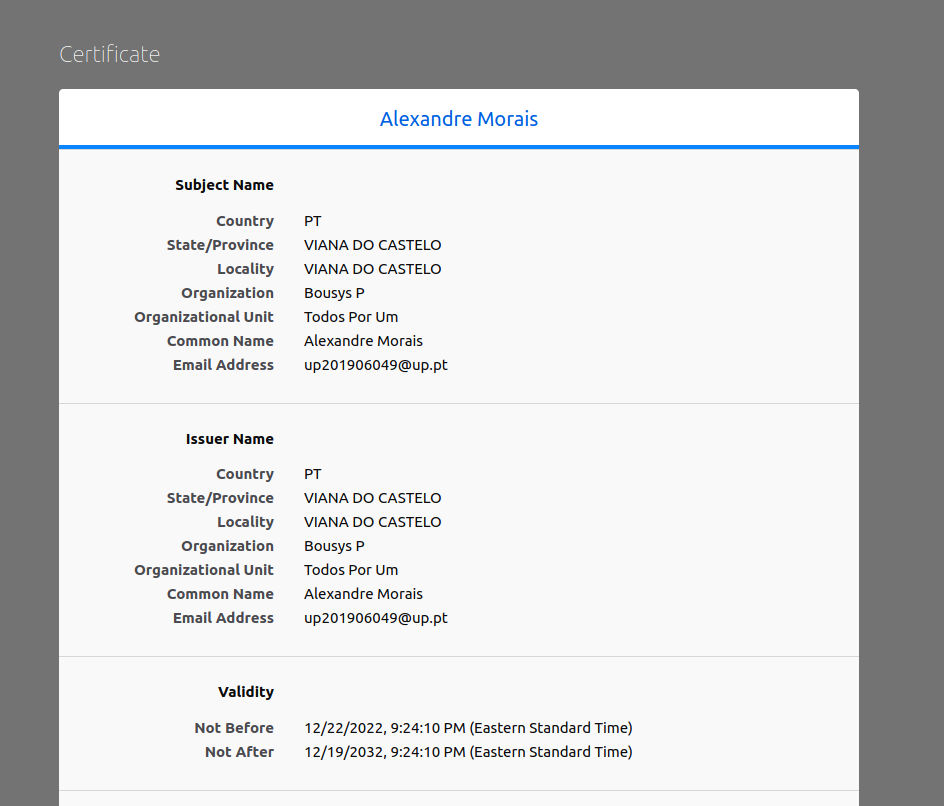 Certificate
Alexandre Morais
Subject Name
Country PT
State/Province VIANA DO CASTELO
Locality VIANA DO CASTELO
Organization Bousys P
Organizational Unit Todos Por Um
Common Name Alexandre Morais
Email Address up201906049@up.pt
Issuer Name
Country PT
State/Province VIANA DO CASTELO
Locality VIANA DO CASTELO
Organization Bousys P
Organizational Unit Todos Por Um
Common Name Alexandre Morais
Email Address up201906049@up.pt
Validity
Not Before 12/22/2022, 9:24:10 PM (Eastern Standard Time)
Not After 12/19/2032, 9:24:10 PM (Eastern Standard Time)